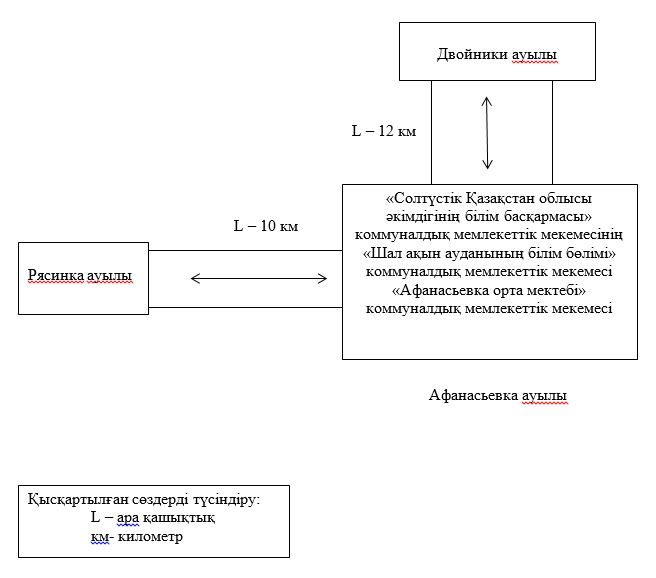 Двойники ауылы
L – 12 км
«Солтүстік Қазақстан облысы
әкімдігінің білім басқармасы»
коммуналдық мемлекеттік мекемесінің
«Шал ақын ауданының білім бөлімі»
коммуналдық мемлекеттік мекемесі
«Афанасьевка орта мектебі»
коммуналдық мемлекеттік мекемесі
L – 10 км
Рясинка ауылы
Афанасьевка ауылы
Қысқартылған сөздерді түсіндіру:
L – ара қашықтық
км- километр